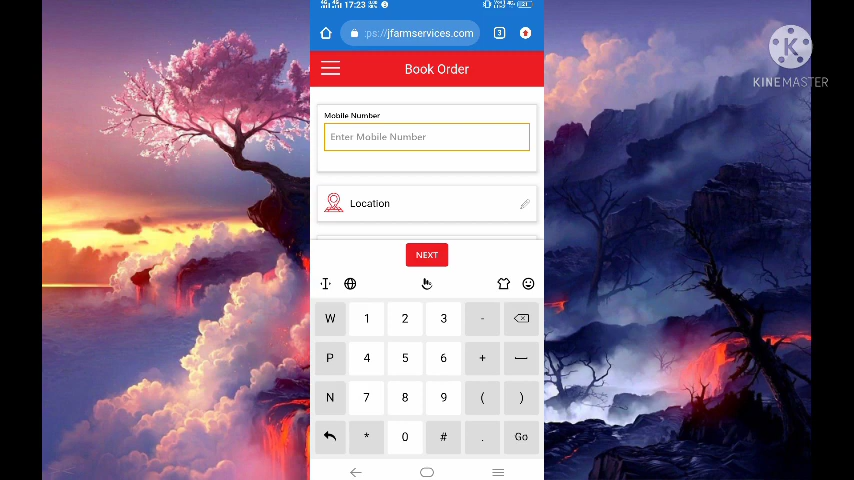 17:23
ps://jfarmservices.com
3
Book Order
K
KINEMASTER
Mobile Number
Enter Mobile Number
Location
NEXT
W 1 2 3 -
P 4 5 6 +
N 7 8 9 ( )
* 0 # . Go